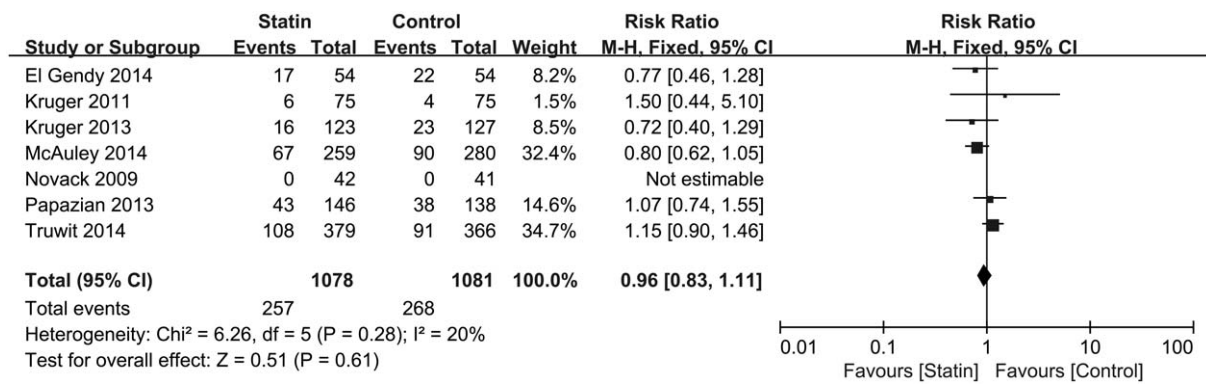 Statin Control Risk Ratio Risk Ratio
Study or Subgroup Events Total Events Total Weight M-H, Fixed, 95% CI M-H, Fixed, 95% CI
El Gendy 2014 17 54 22 54 8.2% 0.77 [0.46, 1.28]
Kruger 2011 6 75 4 75 1.5% 1.50 [0.44, 5.10]
Kruger 2013 16 123 23 127 8.5% 0.72 [0.40, 1.29]
McAuley 2014 67 259 90 280 32.4% 0.80 [0.62, 1.05]
Novack 2009 0 42 0 41 Not estimable
Papazian 2013 43 146 38 138 14.6% 1.07 [0.74, 1.55]
Truwit 2014 108 379 91 366 34.7% 1.15 [0.90, 1.46]
Total (95% CI) 1078 1081 100.0% 0.96 [0.83, 1.11]
Total events 257 268
Heterogeneity: Chi² = 6.26, df = 5 (P = 0.28); I² = 20%
Test for overall effect: Z = 0.51 (P = 0.61)
0.01 0.1 1 10 100
Favours [Statin] Favours [Control]